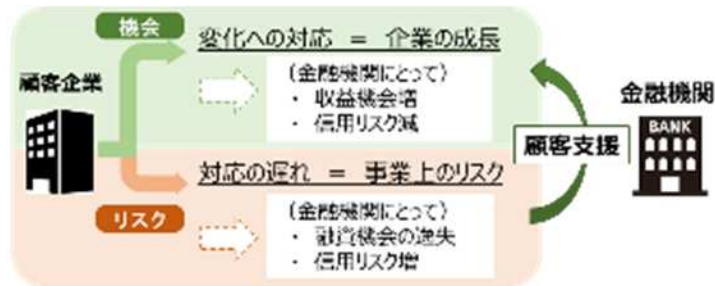 機会
変化への対応 = 企業の成長
顧客企業
(金融機関にとって)
・ 収益機会増
・ 信用リスク減
金融機関
BANK
顧客支援
対応の遅れ = 事業上のリスク
リスク
(金融機関にとって)
・ 融資機会の逸失
・ 信用リスク増